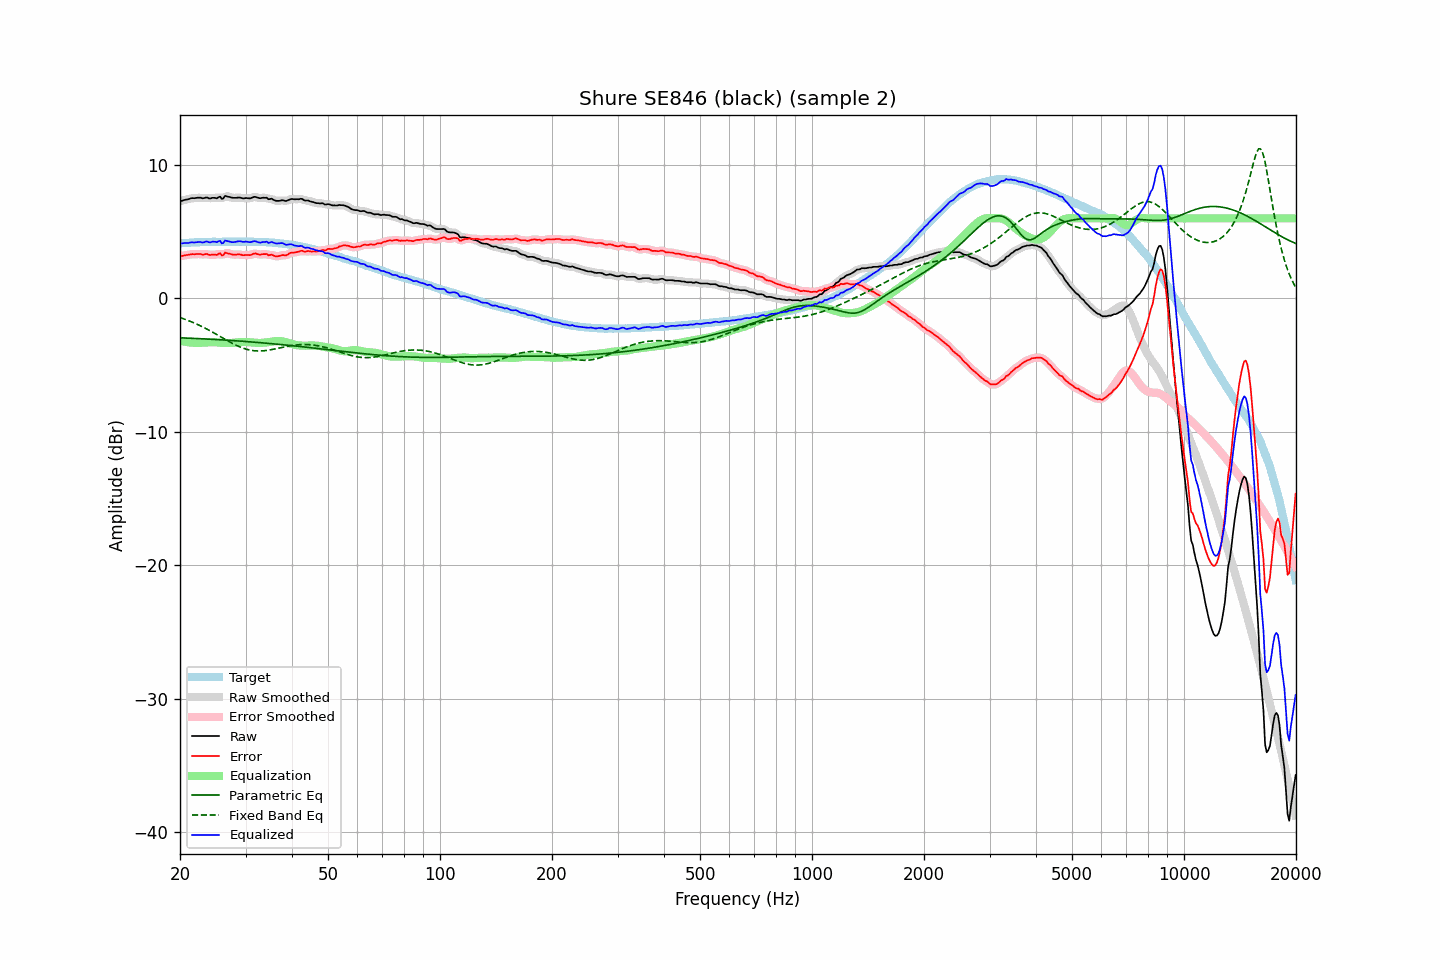 Shure SE846 (black) (sample 2)
10
0
−10
−20
−30
−40
Amplitude (dBr)
Target
Raw Smoothed
Error Smoothed
Raw
Error
Equalization
Parametric Eq
Fixed Band Eq
Equalized
20 50 100 200 500 1000 2000 5000 10000 20000
Frequency (Hz)